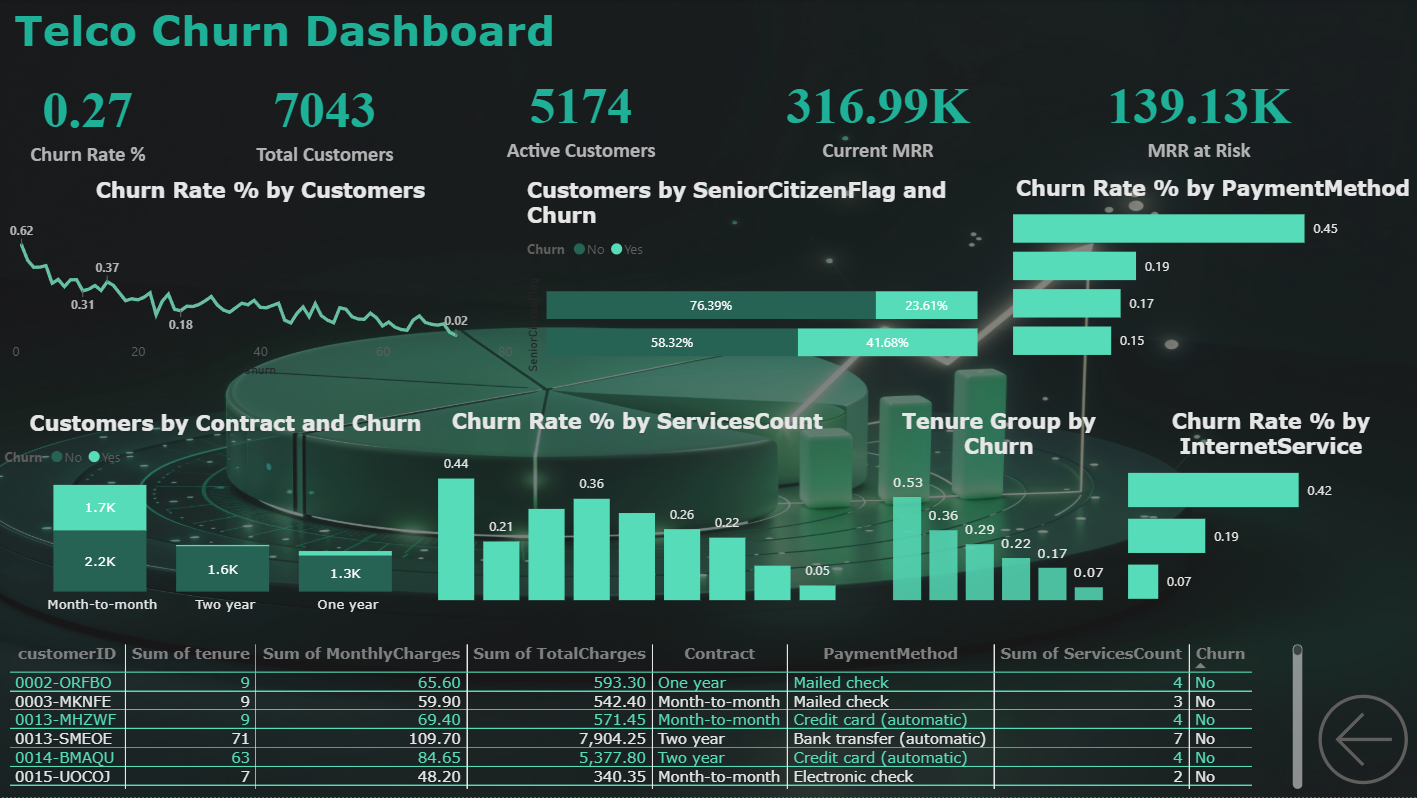 Telco Churn Dashboard
0.27
Churn Rate %
7043
Total Customers
5174
Active Customers
316.99K
Current MRR
139.13K
MRR at Risk
Churn Rate % by Customers
0.62
0.37
0.31
0.18
0.02
0 20 40 60 80
Churn
Customers by SeniorCitizenFlag and
Churn
Churn No Yes
76.39% 23.61%
58.32% 41.68%
Churn Rate % by PaymentMethod
0.45
0.19
0.17
0.15
Customers by Contract and Churn
Churn No Yes
1.7K
2.2K
1.6K
1.3K
Month-to-month Two year One year
Churn Rate % by ServicesCount
0.44
0.21
0.36
0.26
0.22
0.05
Tenure Group by
Churn
0.53
0.36
0.29
0.22
0.17
0.07
Churn Rate % by
InternetService
0.42
0.19
0.07
customerID Sum of tenure Sum of MonthlyCharges Sum of TotalCharges Contract PaymentMethod Sum of ServicesCount Churn
0002-ORFBO 9 65.60 593.30 One year Mailed check 4 No
0003-MKNFE 9 59.90 542.40 Month-to-month Mailed check 3 No
0013-MHZWF 9 69.40 571.45 Month-to-month Credit card (automatic) 4 No
0013-SMEOE 71 109.70 7,904.25 Two year Bank transfer (automatic) 7 No
0014-BMAQU 63 84.65 5,377.80 Two year Credit card (automatic) 4 No
0015-UOCOJ 7 48.20 340.35 Month-to-month Electronic check 2 No